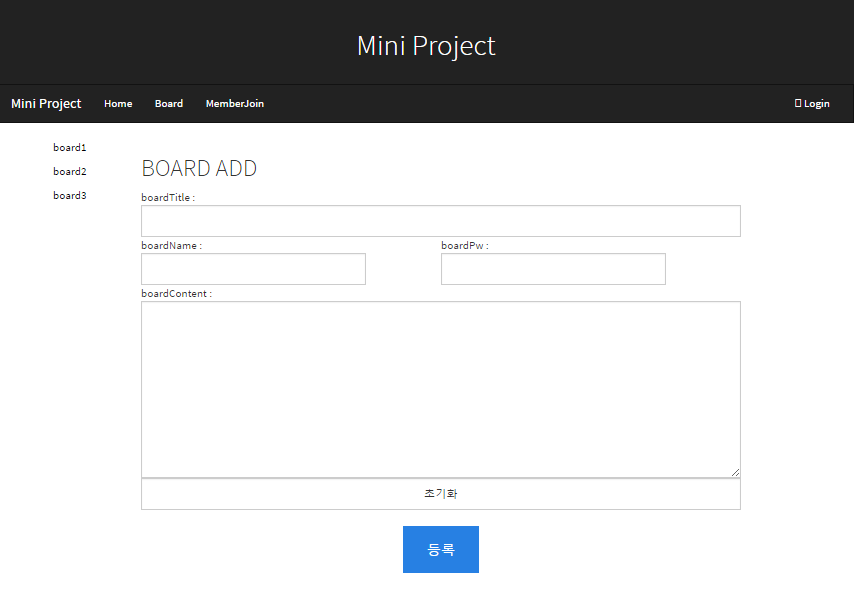 Mini Project
Mini Project Home Board MemberJoin Login
board1
board2
board3
BOARD ADD
boardTitle :
boardName : boardPw :
boardContent :
초기화
등록